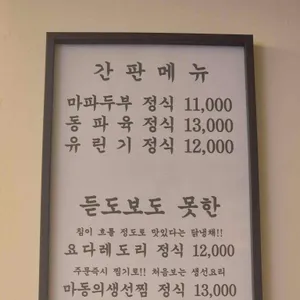 간판메뉴
마파두부 정식 11,000
동 파 육 정식 13,000
유 린 기 정식 12,000
듣도보도 못한
침이 흐를 정도로 맛있다는 닭냉채!!
요다레도리 정식 12,000
주문즉시 찜기로!! 처음보는 생선요리
마동의생선찜 정식 13,000